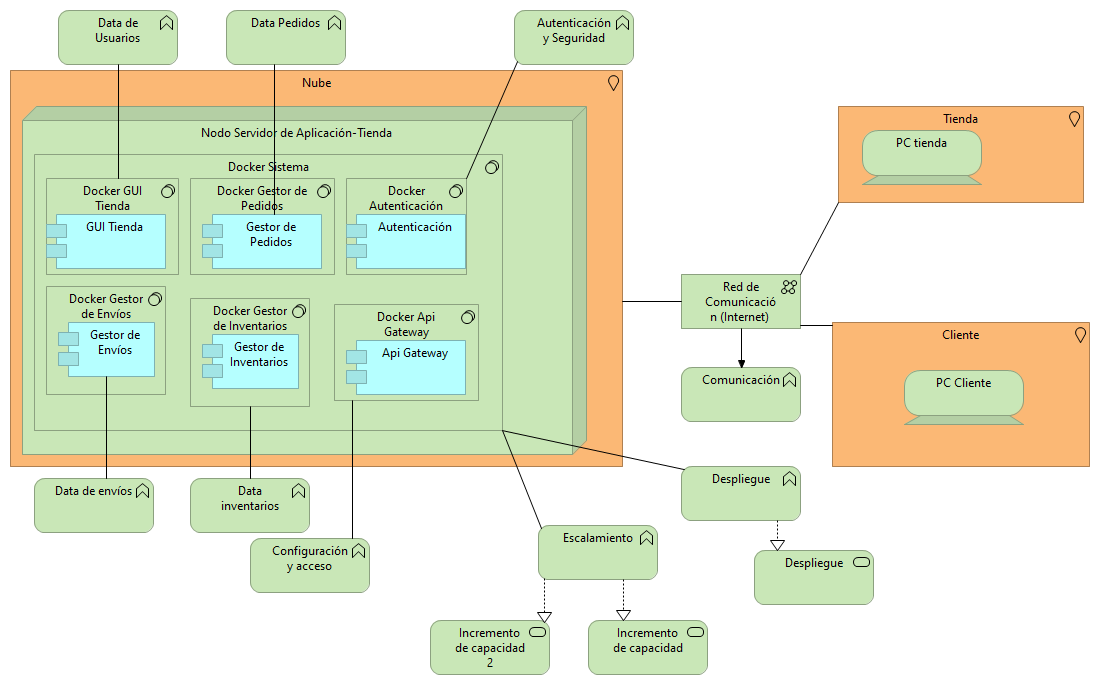 Data de
Usuarios
Data Pedidos
Autenticación
y Seguridad
Nube
Nodo Servidor de Aplicación-Tienda
Docker Sistema
Docker GUI
Tienda
GUI Tienda
Docker Gestor de
Pedidos
Gestor de
Pedidos
Docker
Autenticación
Autenticación
Docker Gestor
de Envíos
Gestor de
Envíos
Docker Gestor
de Inventarios
Gestor de
Inventarios
Docker Api
Gateway
Api Gateway
Tienda
PC tienda
Red de
Comunicació
n (Internet)
Comunicación
Cliente
PC Cliente
Data de envíos
Data
inventarios
Configuración
y acceso
Despliegue
Escalamiento
Despliegue
Incremento
de capacidad
2
Incremento
de capacidad